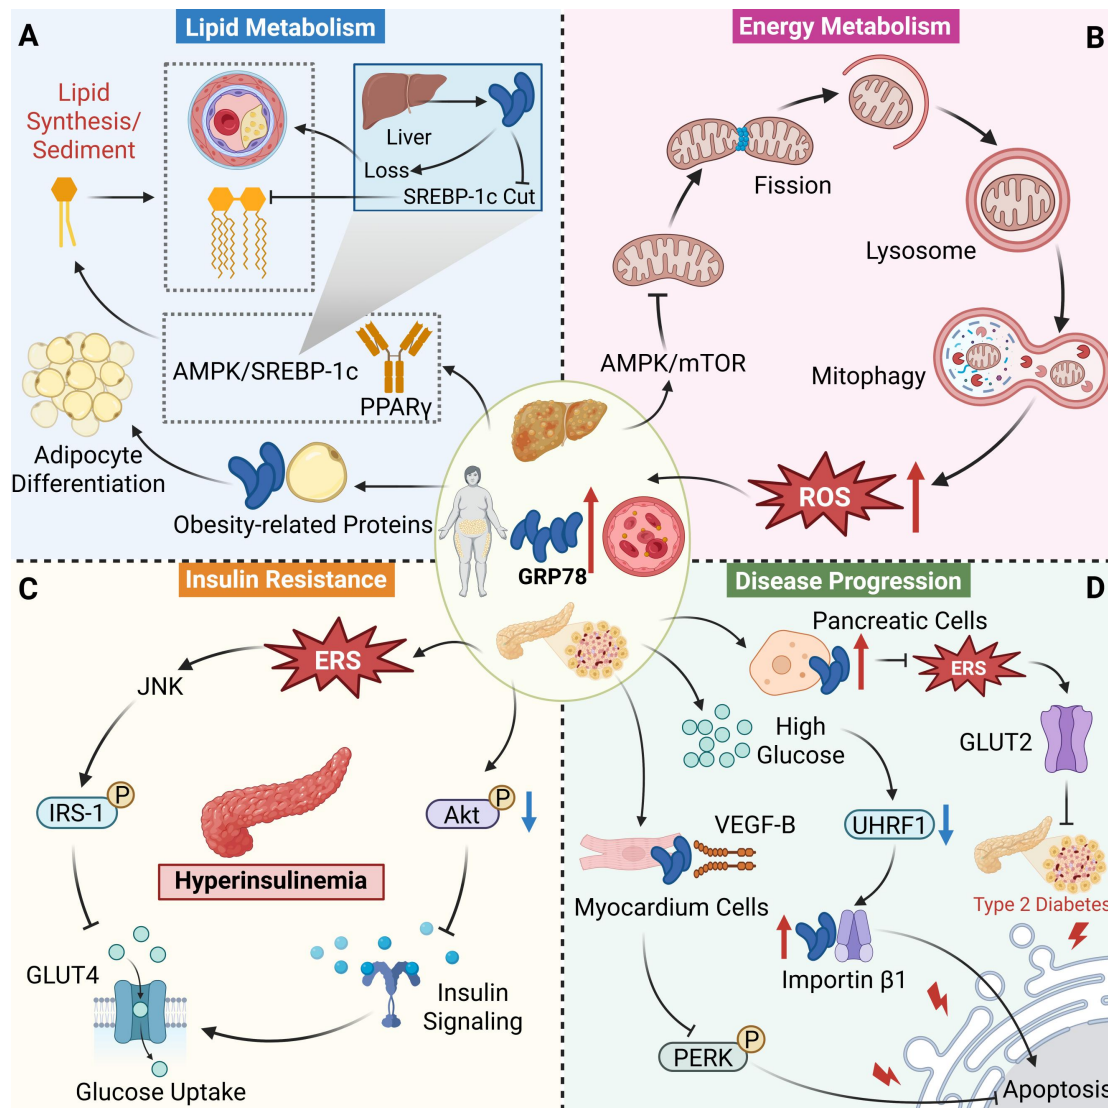 A
Lipid Metabolism
Lipid
Synthesis/
Sediment
Liver
Loss
SREBP-1c Cut
AMPK/SREBP-1c
PPARγ
Adipocyte
Differentiation
Obesity-related Proteins
Energy Metabolism
B
Fission
Lysosome
AMPK/mTOR
Mitophagy
ROS
GRP78
C
Insulin Resistance
ERS
JNK
IRS-1
P
Akt
P
Hyperinsulinemia
GLUT4
Insulin
Signaling
Glucose Uptake
Disease Progression
D
Pancreatic Cells
ERS
High
Glucose
GLUT2
VEGF-B
UHRF1
Myocardium Cells
Type 2 Diabetes
Importin β1
PERK
P
Apoptosis